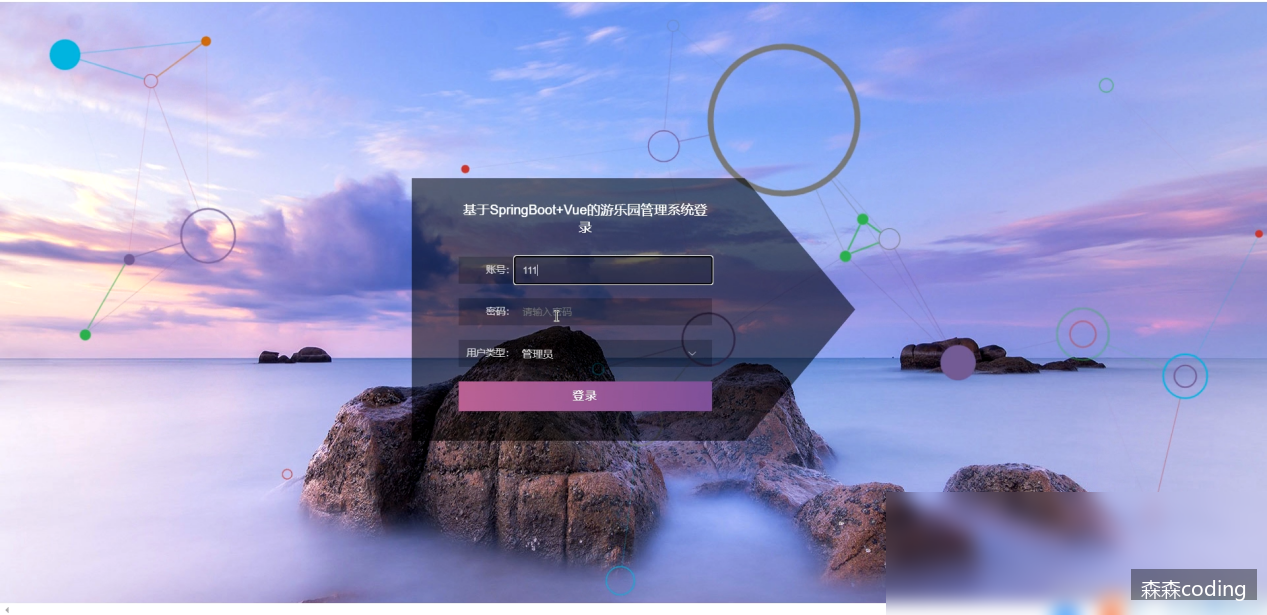 基于SpringBoot+Vue的游乐园管理系统登
录
账号: 111
密码: 请输入密码
用户类型: 管理员
登录
森森coding